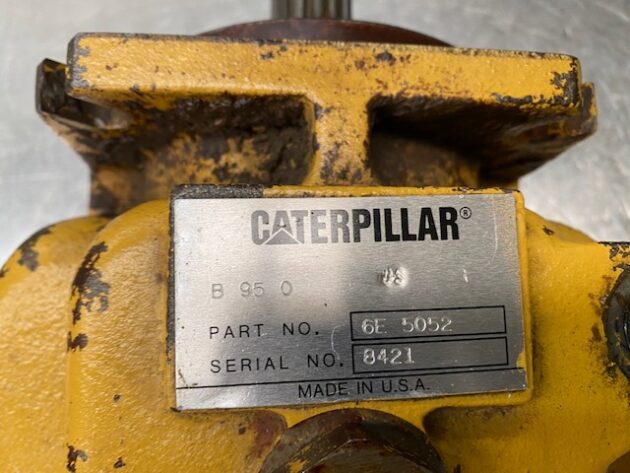 CATERPILLAR®
B 95 0
PART NO. 6E 5052
SERIAL NO. 8421
MADE IN U.S.A.